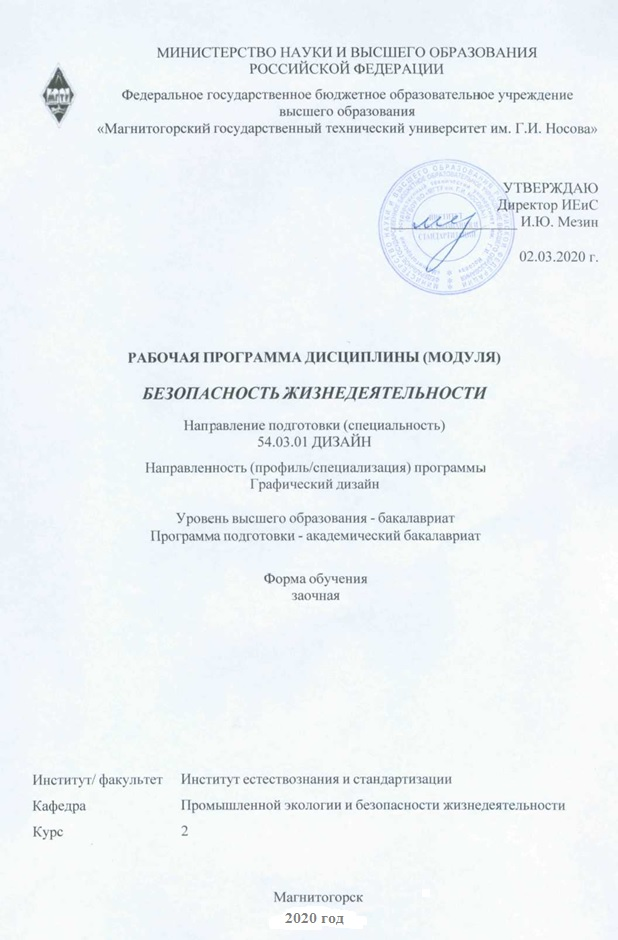 МИНИСТЕРСТВО НАУКИ И ВЫСШЕГО ОБРАЗОВАНИЯ
РОССИЙСКОЙ ФЕДЕРАЦИИ
Федеральное государственное бюджетное образовательное учреждение
высшего образования
«Магнитогорский государственный технический университет им. Г.И. Носова»
УТВЕРЖДАЮ
Директор ИЕиС
И.Ю. Мезин
02.03.2020 г.
РАБОЧАЯ ПРОГРАММА ДИСЦИПЛИНЫ (МОДУЛЯ)
БЕЗОПАСНОСТЬ ЖИЗНЕДЕЯТЕЛЬНОСТИ
Направление подготовки (специальность)
54.03.01 ДИЗАЙН
Направленность (профиль/специализация) программы
Графический дизайн
Уровень высшего образования - бакалавриат
Программа подготовки - академический бакалавриат
Форма обучения
заочная
Институт/ факультет Институт естествознания и стандартизации
Кафедра Промышленной экологии и безопасности жизнедеятельности
Курс 2
Магнитогорск
2020 год